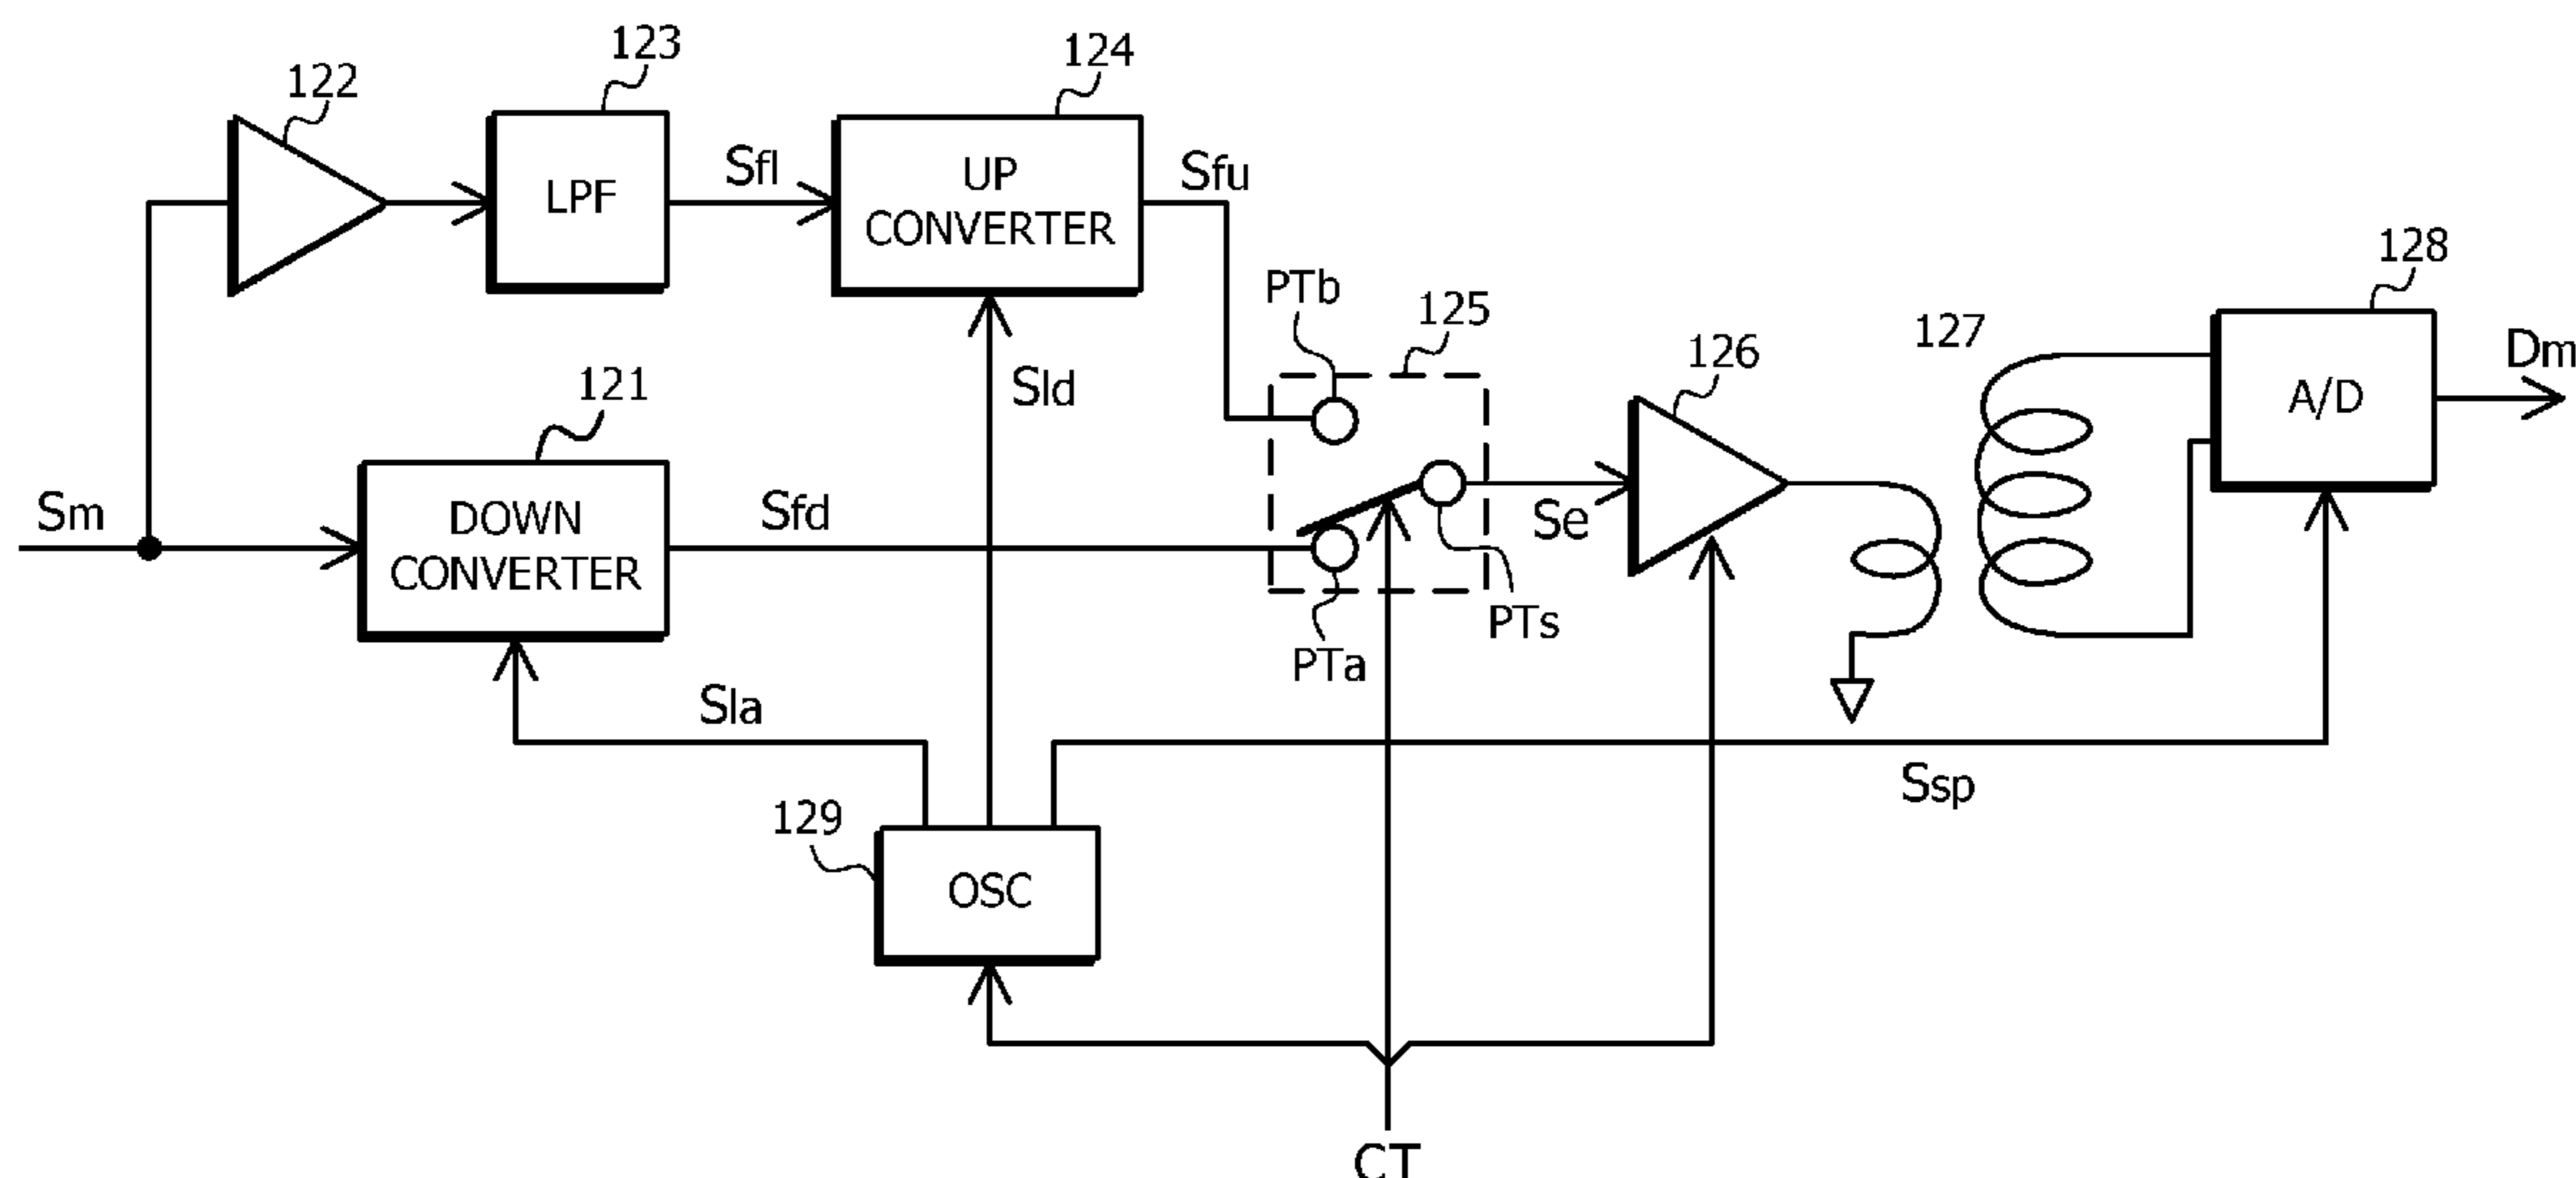 123
124
122
LPF
Sfl
UP
CONVERTER
Sfu
128
PTb
125
127
126
Dm
A/D
Sld
121
Sm
DOWN
CONVERTER
Sfd
Se
PTs
PTa
Sla
Ssp
129
OSC
CT